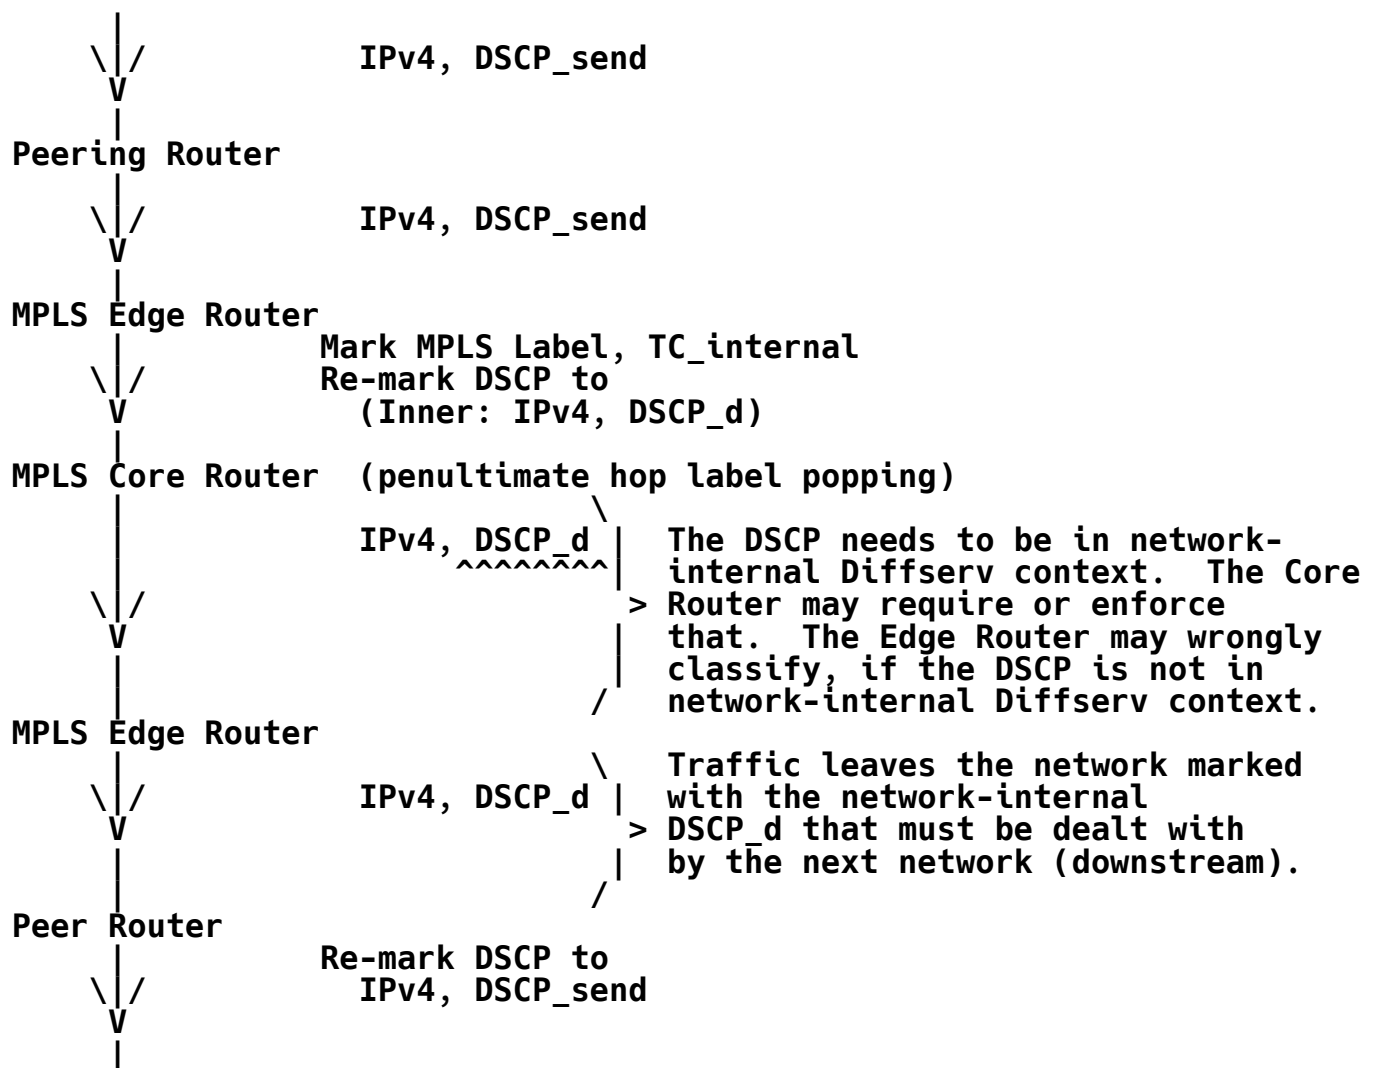 |
    \|/           IPv4, DSCP_send
     V
     |
Peering Router
     |
    \|/           IPv4, DSCP_send
     V
     |
MPLS Edge Router
     |          Mark MPLS Label, TC_internal
    \|/         Re-mark DSCP to
     V            (Inner: IPv4, DSCP_d)
     |
MPLS Core Router  (penultimate hop label popping)
     |                        \
     |            IPv4, DSCP_d |  The DSCP needs to be in network-
     |                 ^^^^^^^^|  internal Diffserv context.  The Core
    \|/                         > Router may require or enforce
     V                         |  that.  The Edge Router may wrongly
     |                         |  classify, if the DSCP is not in
     |                        /   network-internal Diffserv context.
MPLS Edge Router
     |                        \   Traffic leaves the network marked
    \|/           IPv4, DSCP_d |  with the network-internal
     V                          > DSCP_d that must be dealt with
     |                         |  by the next network (downstream).
     |                        /
Peer Router
     |          Re-mark DSCP to
    \|/           IPv4, DSCP_send
     V
     |